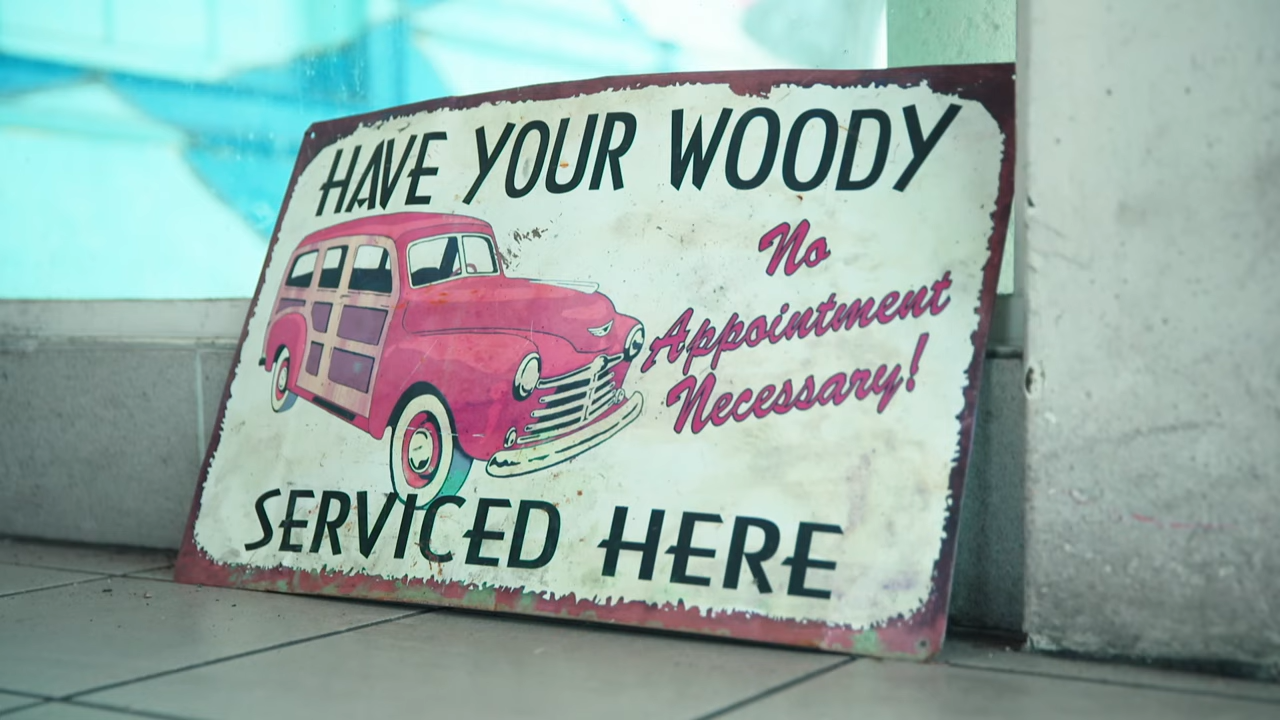 HAVE YOUR WOODY
No
Appointment
Necessary!
SERVICED HERE